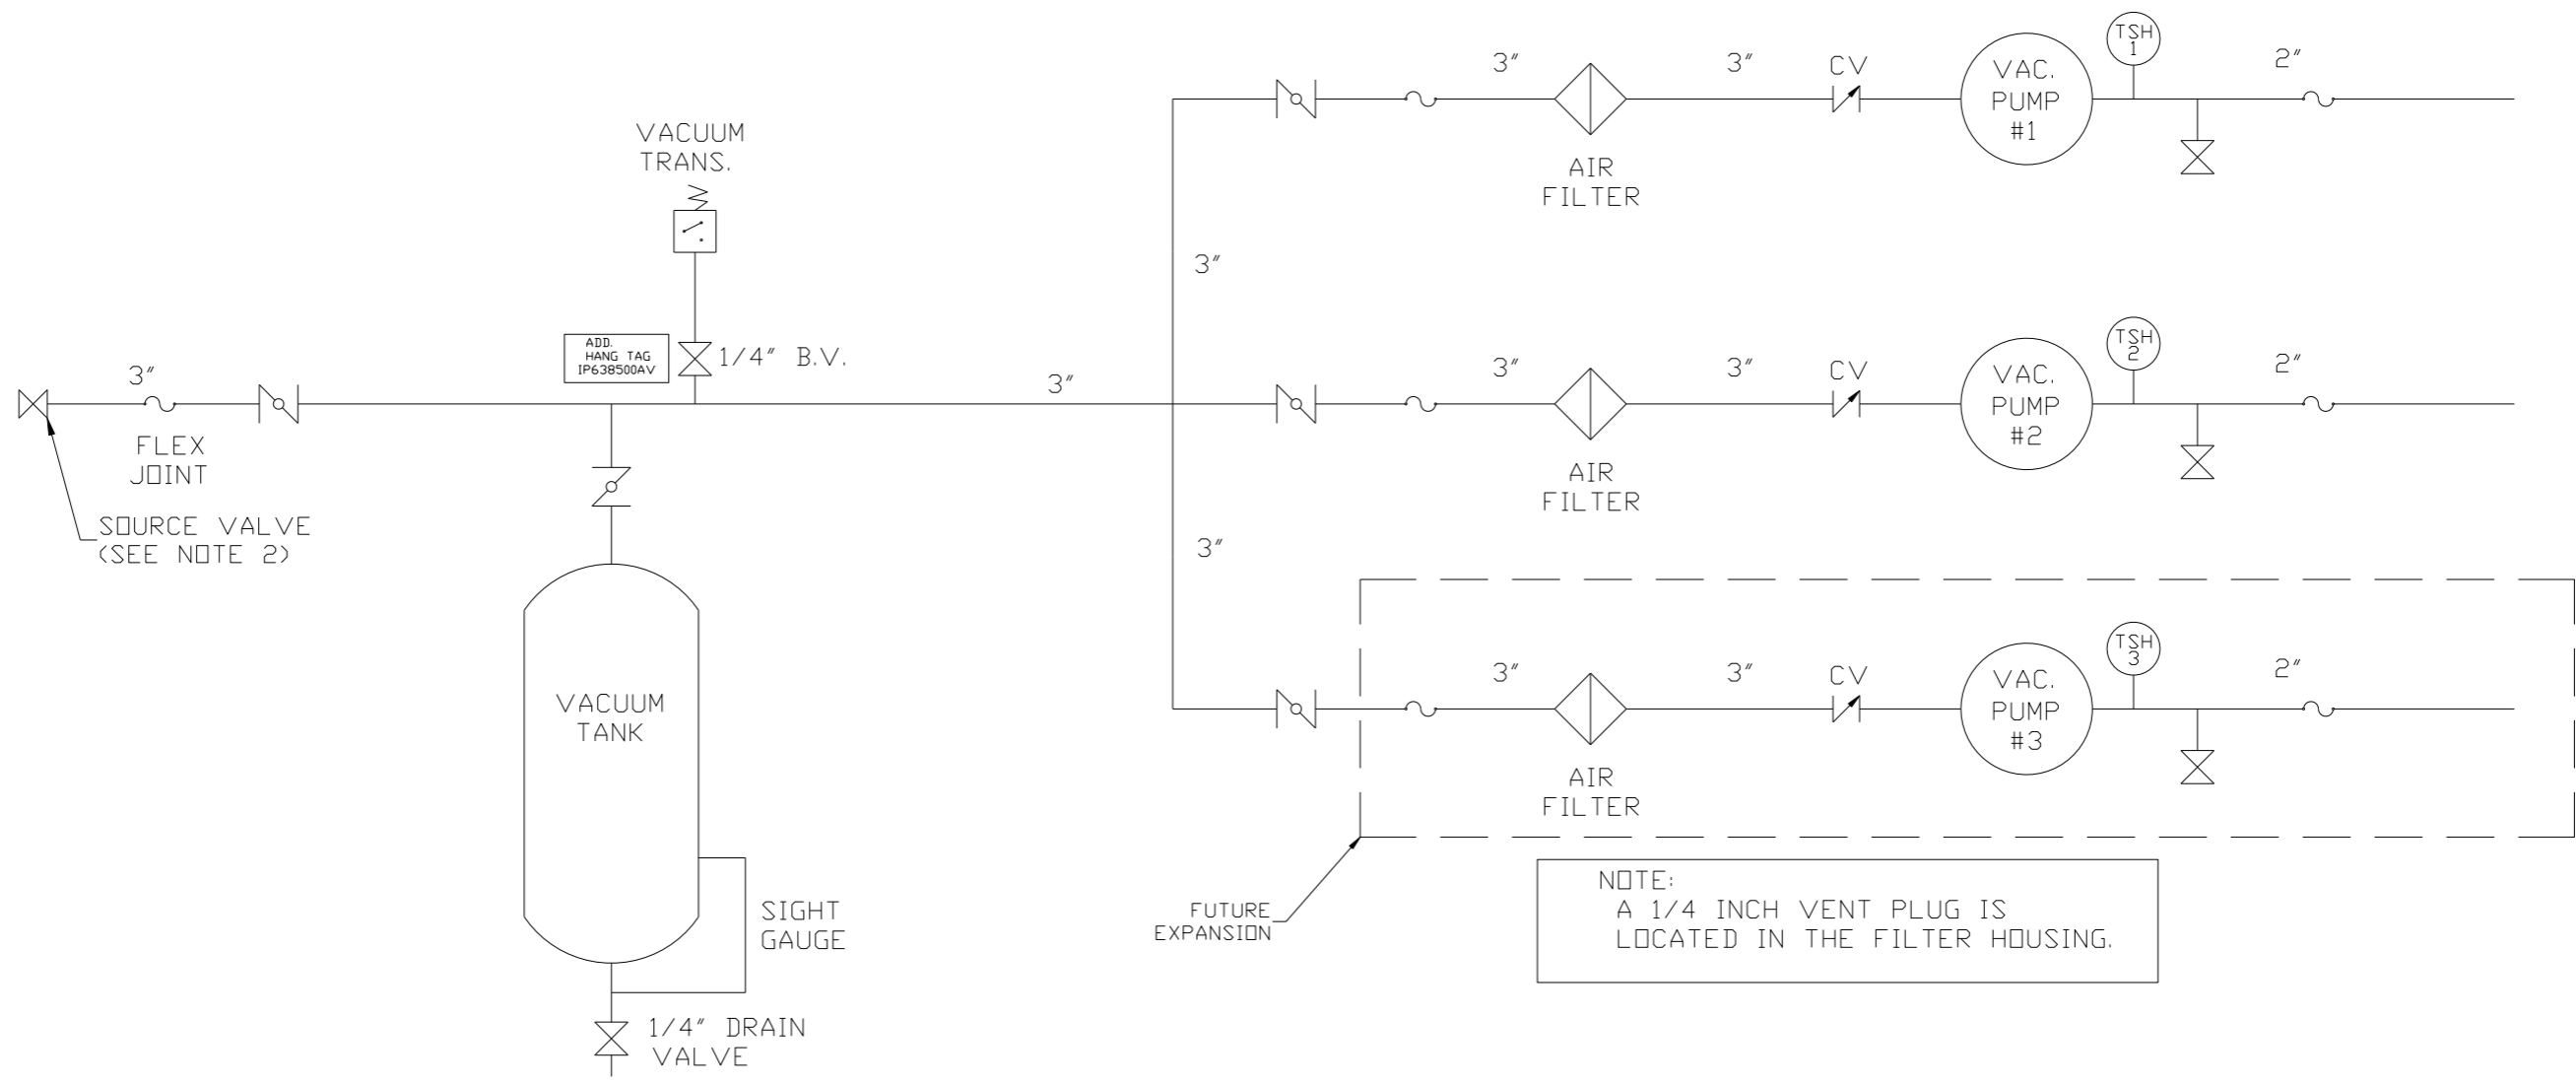 3" CV TSH
1 2"
VAC.
PUMP
#1
3"
AIR
FILTER
VACUUM
TRANS.
3"
ADD.
HANG TAG
IP638500AV
1/4" B.V.
3"
3"
FLEX
JOINT
SOURCE VALVE
(SEE NOTE 2)
3"
3"
CV
VAC.
PUMP
#2
TSH
2
2"
AIR
FILTER
3"
VACUUM
TANK
3"
3"
CV
VAC.
PUMP
#3
TSH
3
2"
AIR
FILTER
FUTURE
EXPANSION
SIGHT
GAUGE
NOTE:
A 1/4 INCH VENT PLUG IS
LOCATED IN THE FILTER HOUSING.
1/4" DRAIN
VALVE